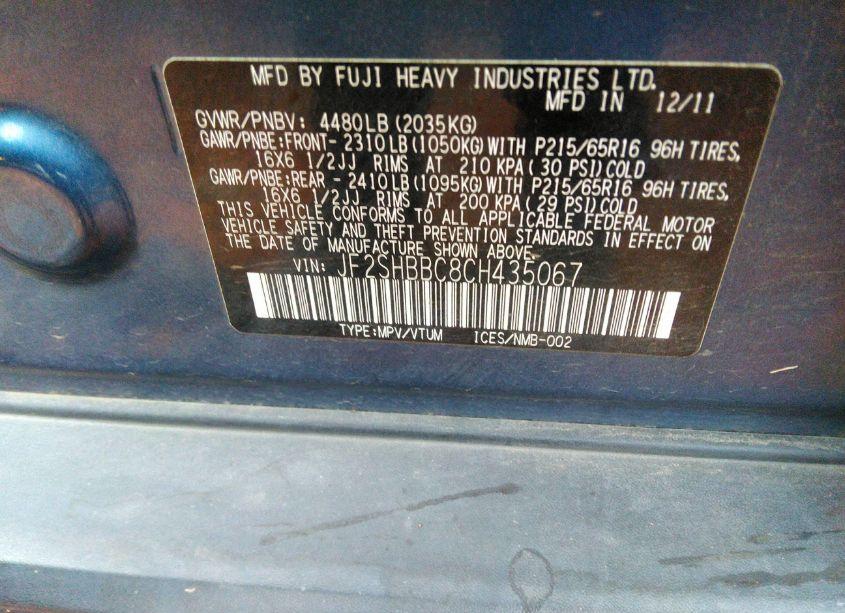 MFD BY FUJI HEAVY INDUSTRIES LTD.
MFD IN 12/11
GVWR/PNBV: 4480LB (2035KG)
GAWR/PNBE:FRONT- 2310LB(1050KG)WITH P215/65R16 96H TIRES,
16X6 1/2JJ RIMS AT 210 KPA( 30 PSI)COLD
GAWR/PNBE:REAR - 2410LB(1095KG)WITH P215/65R16 96H TIRES,
16X6 1/2JJ RIMS AT 200 KPA( 29 PSI)COLD
THIS VEHICLE CONFORMS TO ALL APPLICABLE FEDERAL MOTOR
VEHICLE SAFETY AND THEFT PREVENTION STANDARDS IN EFFECT ON
THE DATE OF MANUFACTURE SHOWN ABOVE.
VIN: JF2SHBBC8CH435067
TYPE:MPV/VTUM ICES/NMB-002